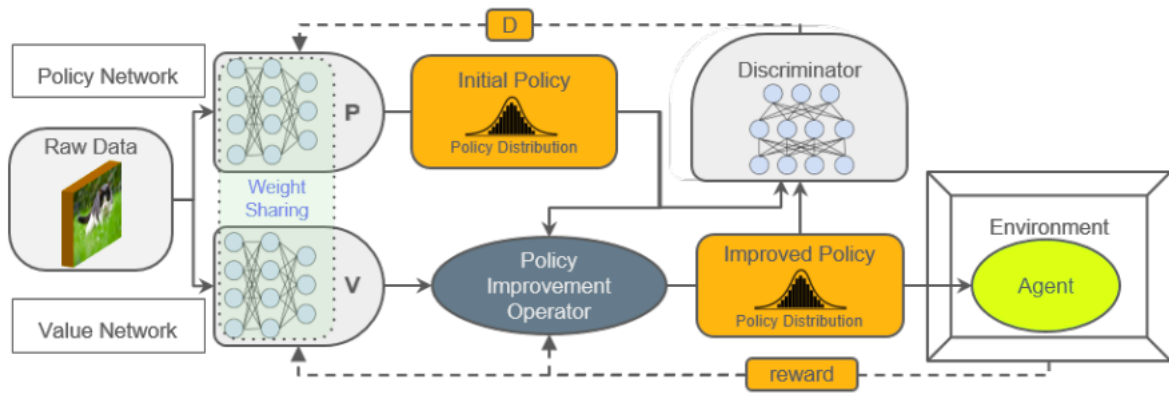 D
Policy Network
P
Initial Policy
Policy Distribution
Discriminator
Raw Data
Weight
Sharing
Environment
Agent
Value Network
V
Policy
Improvement
Operator
Improved Policy
Policy Distribution
reward